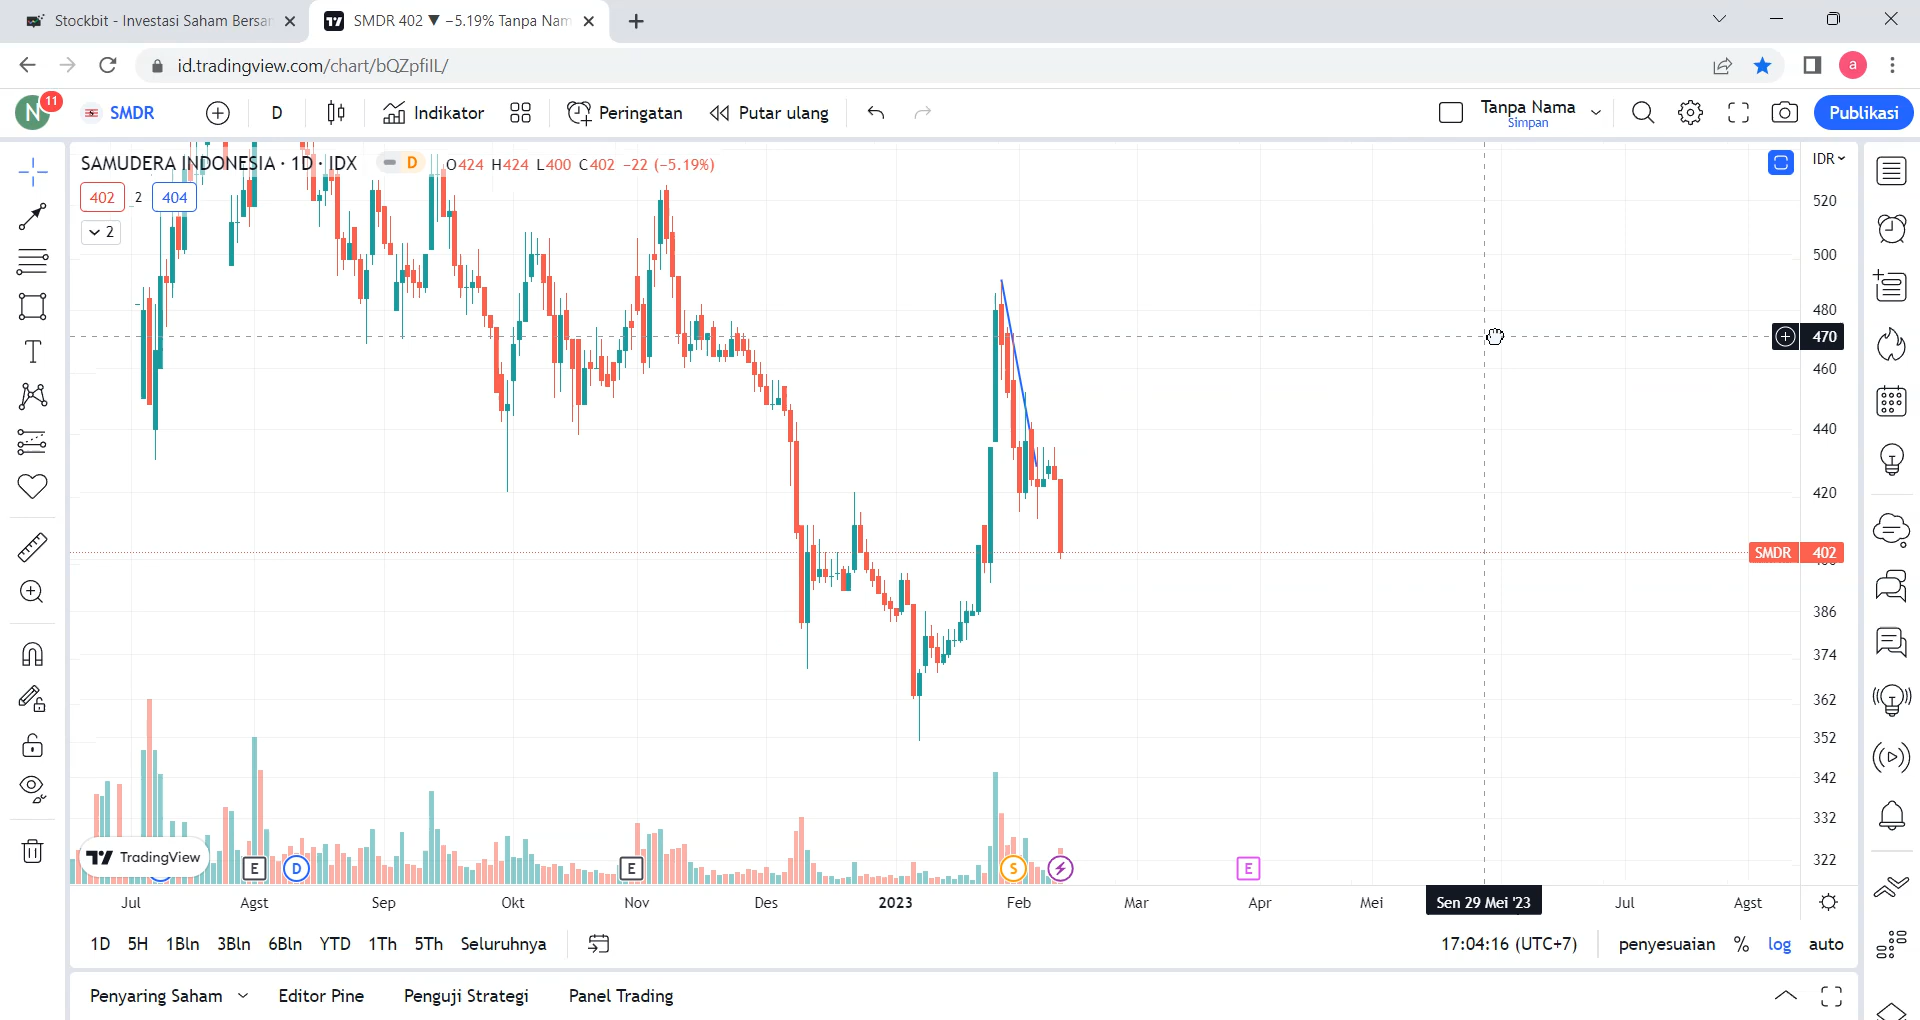 Stockbit - Investasi Saham Bersar
SMDR 402 ▼ −5.19% Tanpa Nam
id.tradingview.com/chart/bQZpfilL/
a
N
11
SMDR
D
Indikator
Peringatan
Putar ulang
Tanpa Nama
Simpan
Publikasi
SAMUDERA INDONESIA · 1D · IDX
D
O424 H424 L400 C402 −22 (−5.19%)
IDR
402
2
404
2
520
500
480
470
460
440
420
SMDR 402
386
374
362
352
342
332
322
TradingView
E
D
E
S
E
Jul
Agst
Sep
Okt
Nov
Des
2023
Feb
Mar
Apr
Mei
Sen 29 Mei '23
Jul
Agst
1D
5H
1Bln
3Bln
6Bln
YTD
1Th
5Th
Seluruhnya
17:04:16 (UTC+7)
penyesuaian
%
log
auto
Penyaring Saham
Editor Pine
Penguji Strategi
Panel Trading